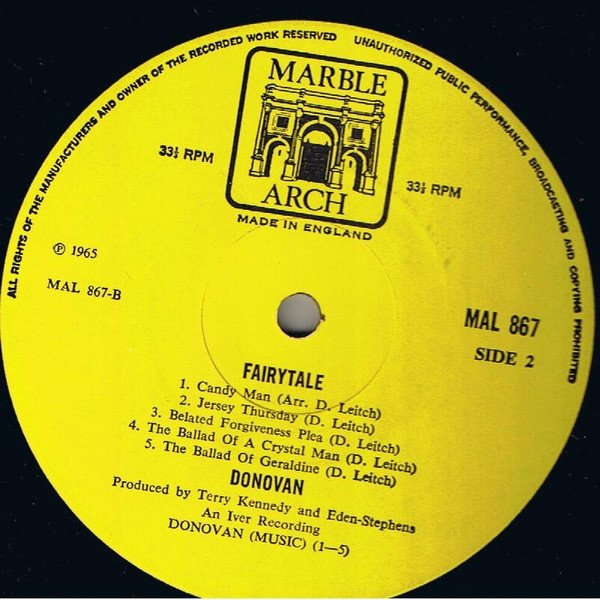 ALL RIGHTS OF THE MANUFACTURERS AND OWNER OF THE RECORDED WORK RESERVED
UNAUTHORIZED PUBLIC PERFORMANCE, BROADCASTING AND COPYING PROHIBITED
MARBLE
ARCH
MADE IN ENGLAND
33⅓ RPM
33⅓ RPM
℗ 1965
MAL 867-B
MAL 867
SIDE 2
FAIRYTALE
1. Candy Man (Arr. D. Leitch)
2. Jersey Thursday (D. Leitch)
3. Belated Forgiveness Plea (D. Leitch)
4. The Ballad Of A Crystal Man (D. Leitch)
5. The Ballad Of Geraldine (D. Leitch)
DONOVAN
Produced by Terry Kennedy and Eden-Stephens
An Iver Recording
DONOVAN (MUSIC) (1—5)